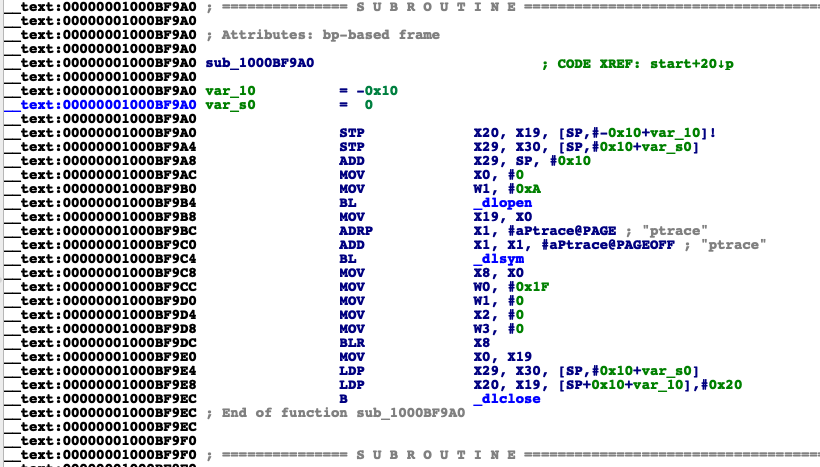 __text:00000001000BF9A0 ; =============== S U B R O U T I N E =======================================
__text:00000001000BF9A0
__text:00000001000BF9A0 ; Attributes: bp-based frame
__text:00000001000BF9A0
__text:00000001000BF9A0 sub_1000BF9A0 ; CODE XREF: start+20↓p
__text:00000001000BF9A0
__text:00000001000BF9A0 var_10 = -0x10
__text:00000001000BF9A0 var_s0 = 0
__text:00000001000BF9A0
__text:00000001000BF9A0 STP X20, X19, [SP,#-0x10+var_10]!
__text:00000001000BF9A4 STP X29, X30, [SP,#0x10+var_s0]
__text:00000001000BF9A8 ADD X29, SP, #0x10
__text:00000001000BF9AC MOV X0, #0
__text:00000001000BF9B0 MOV W1, #0xA
__text:00000001000BF9B4 BL _dlopen
__text:00000001000BF9B8 MOV X19, X0
__text:00000001000BF9BC ADRP X1, #aPtrace@PAGE ; "ptrace"
__text:00000001000BF9C0 ADD X1, X1, #aPtrace@PAGEOFF ; "ptrace"
__text:00000001000BF9C4 BL _dlsym
__text:00000001000BF9C8 MOV X8, X0
__text:00000001000BF9CC MOV W0, #0x1F
__text:00000001000BF9D0 MOV W1, #0
__text:00000001000BF9D4 MOV X2, #0
__text:00000001000BF9D8 MOV W3, #0
__text:00000001000BF9DC BLR X8
__text:00000001000BF9E0 MOV X0, X19
__text:00000001000BF9E4 LDP X29, X30, [SP,#0x10+var_s0]
__text:00000001000BF9E8 LDP X20, X19, [SP+0x10+var_10],#0x20
__text:00000001000BF9EC B _dlclose
__text:00000001000BF9EC ; End of function sub_1000BF9A0
__text:00000001000BF9EC
__text:00000001000BF9F0
__text:00000001000BF9F0 ; =============== S U B R O U T I N E =======================================